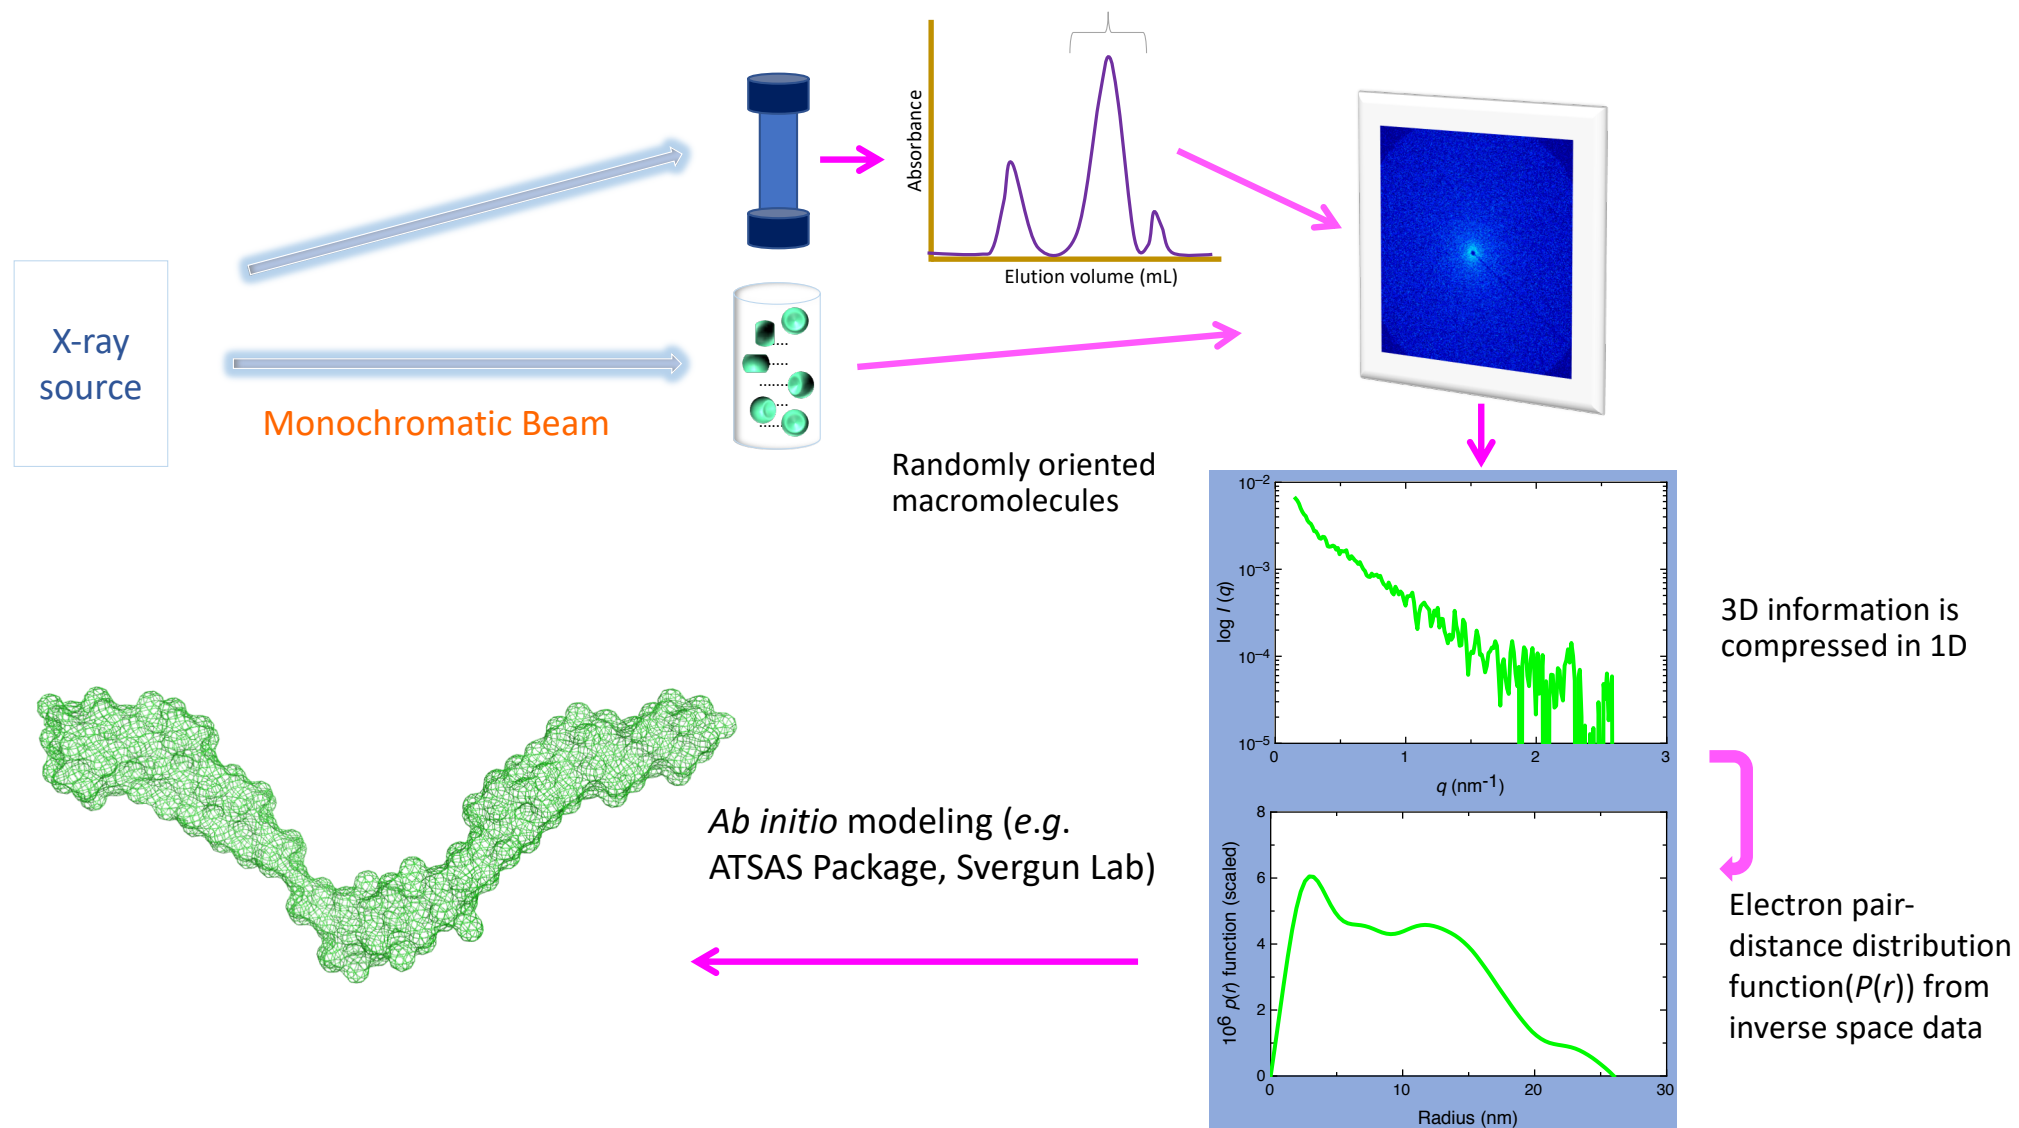 Absorbance
Elution volume (mL)
X-ray
source
Monochromatic Beam
Randomly oriented
macromolecules
10⁻²
10⁻³
10⁻⁴
10⁻⁵
log I (q)
0 1 2 3
q (nm⁻¹)
3D information is
compressed in 1D
Ab initio modeling (e.g.
ATSAS Package, Svergun Lab)
8
6
4
2
0
10⁶ p(r) function (scaled)
0 10 20 30
Radius (nm)
Electron pair-
distance distribution
function(P(r)) from
inverse space data